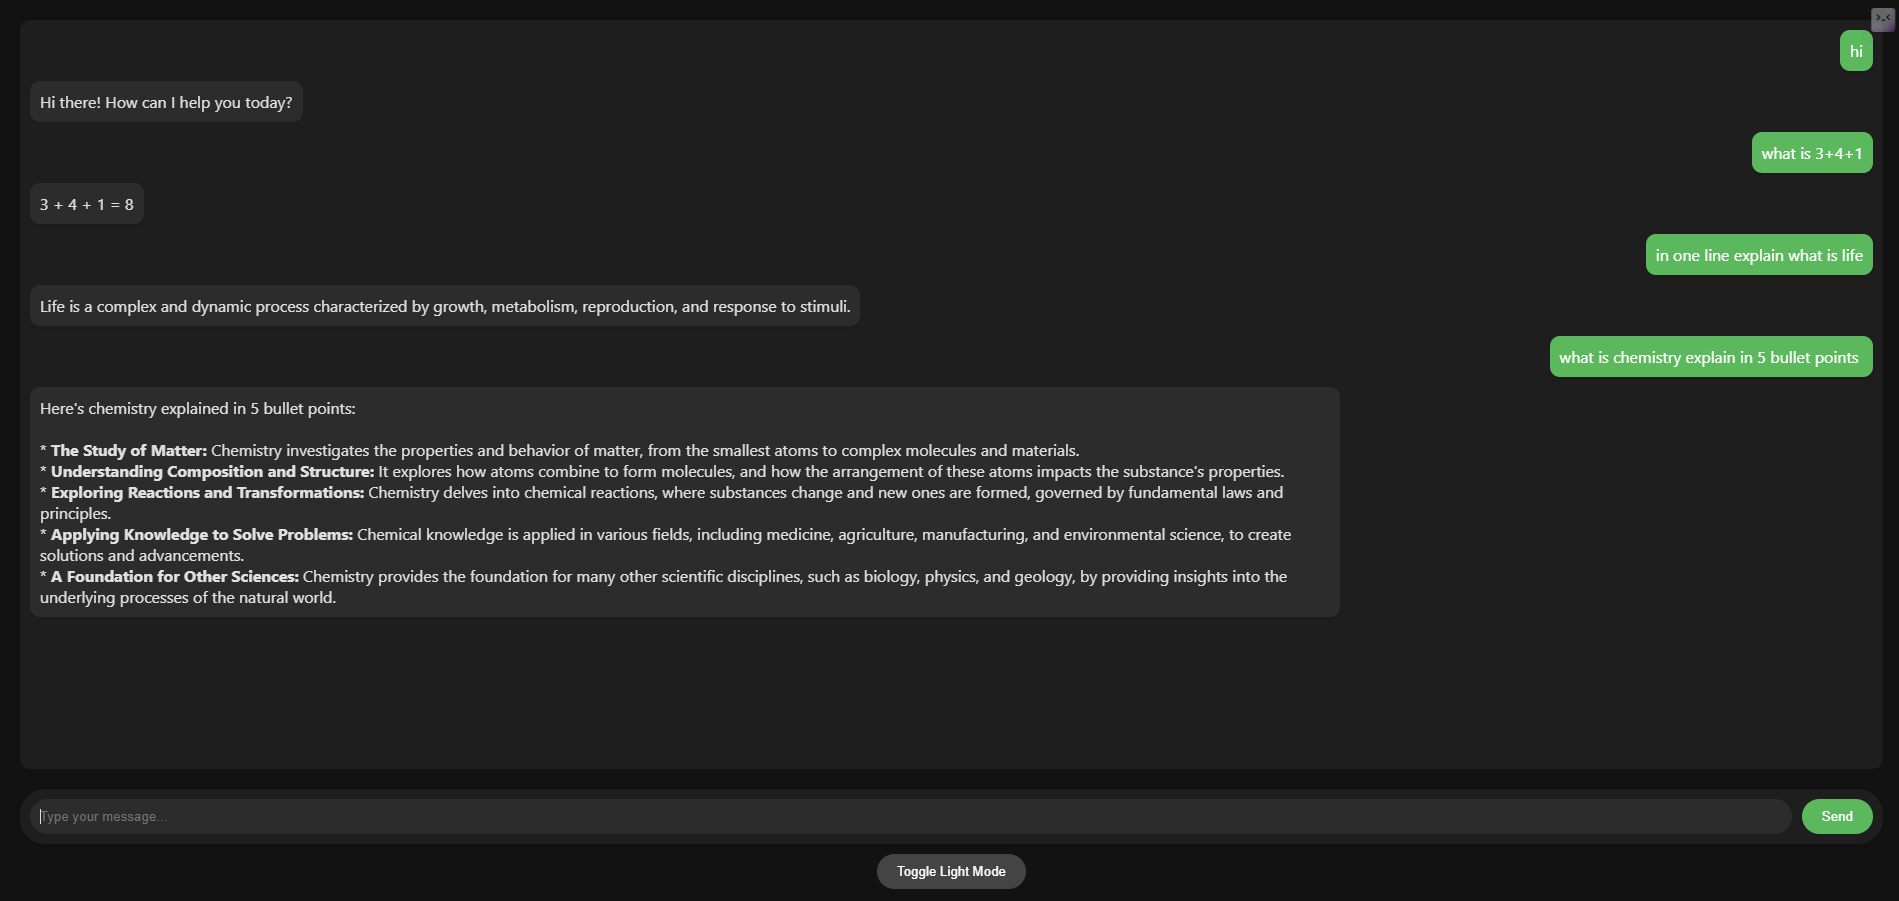 hi
Hi there! How can I help you today?
what is 3+4+1
3 + 4 + 1 = 8
in one line explain what is life
Life is a complex and dynamic process characterized by growth, metabolism, reproduction, and response to stimuli.
what is chemistry explain in 5 bullet points
Here's chemistry explained in 5 bullet points:
* The Study of Matter: Chemistry investigates the properties and behavior of matter, from the smallest atoms to complex molecules and materials.
* Understanding Composition and Structure: It explores how atoms combine to form molecules, and how the arrangement of these atoms impacts the substance's properties.
* Exploring Reactions and Transformations: Chemistry delves into chemical reactions, where substances change and new ones are formed, governed by fundamental laws and
principles.
* Applying Knowledge to Solve Problems: Chemical knowledge is applied in various fields, including medicine, agriculture, manufacturing, and environmental science, to create
solutions and advancements.
* A Foundation for Other Sciences: Chemistry provides the foundation for many other scientific disciplines, such as biology, physics, and geology, by providing insights into the
underlying processes of the natural world.
Type your message...
Send
Toggle Light Mode